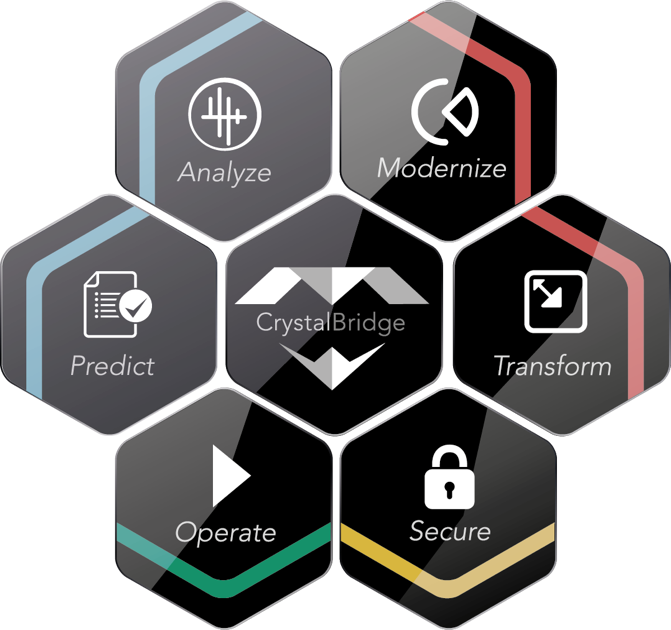 Analyze
Modernize
Predict
CrystalBridge
Transform
Operate
Secure